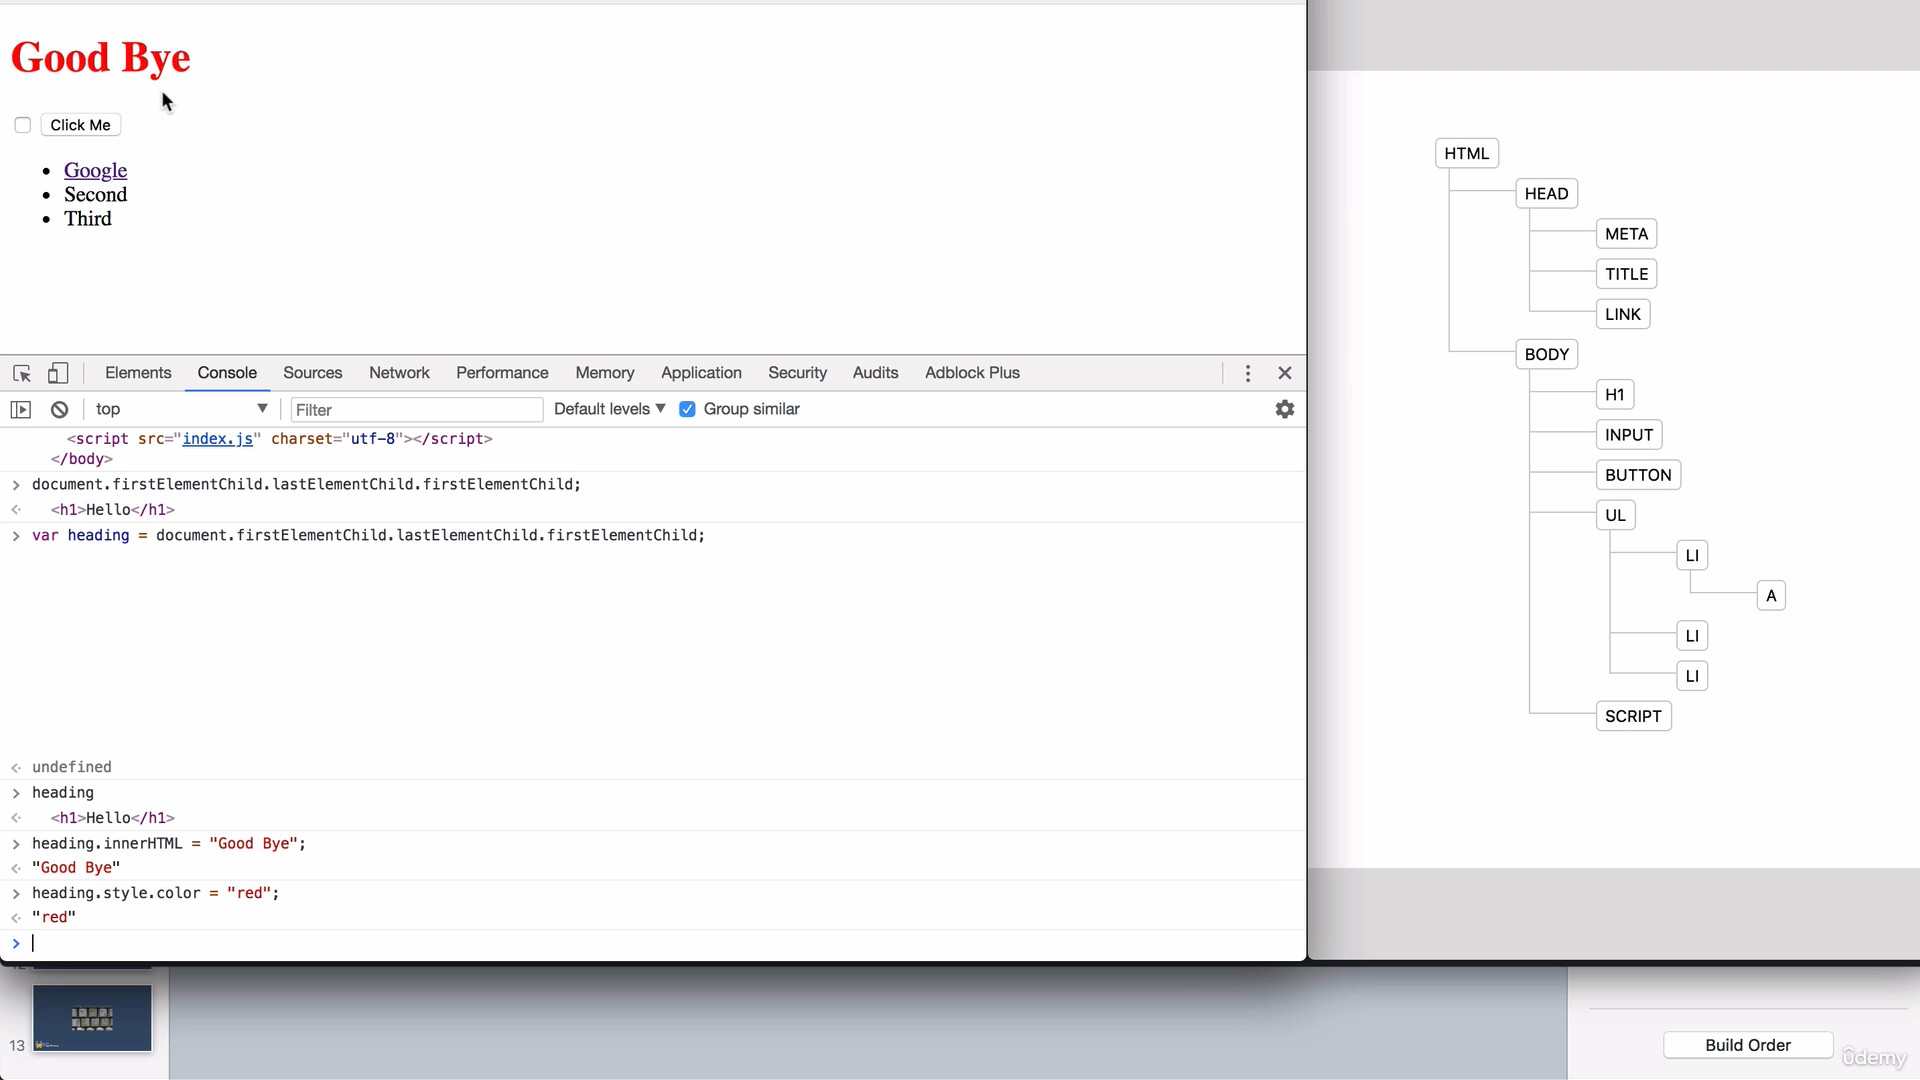 Good Bye
Click Me
Google
Second
Third
Elements Console Sources Network Performance Memory Application Security Audits Adblock Plus
top Filter Default levels Group similar
<script src="index.js" charset="utf-8"></script>
</body>
document.firstElementChild.lastElementChild.firstElementChild;
<h1>Hello</h1>
var heading = document.firstElementChild.lastElementChild.firstElementChild;
undefined
heading
<h1>Hello</h1>
heading.innerHTML = "Good Bye";
"Good Bye"
heading.style.color = "red";
"red"
HTML
HEAD
META
TITLE
LINK
BODY
H1
INPUT
BUTTON
UL
LI
A
LI
LI
SCRIPT
13
Build Order
ûdemy